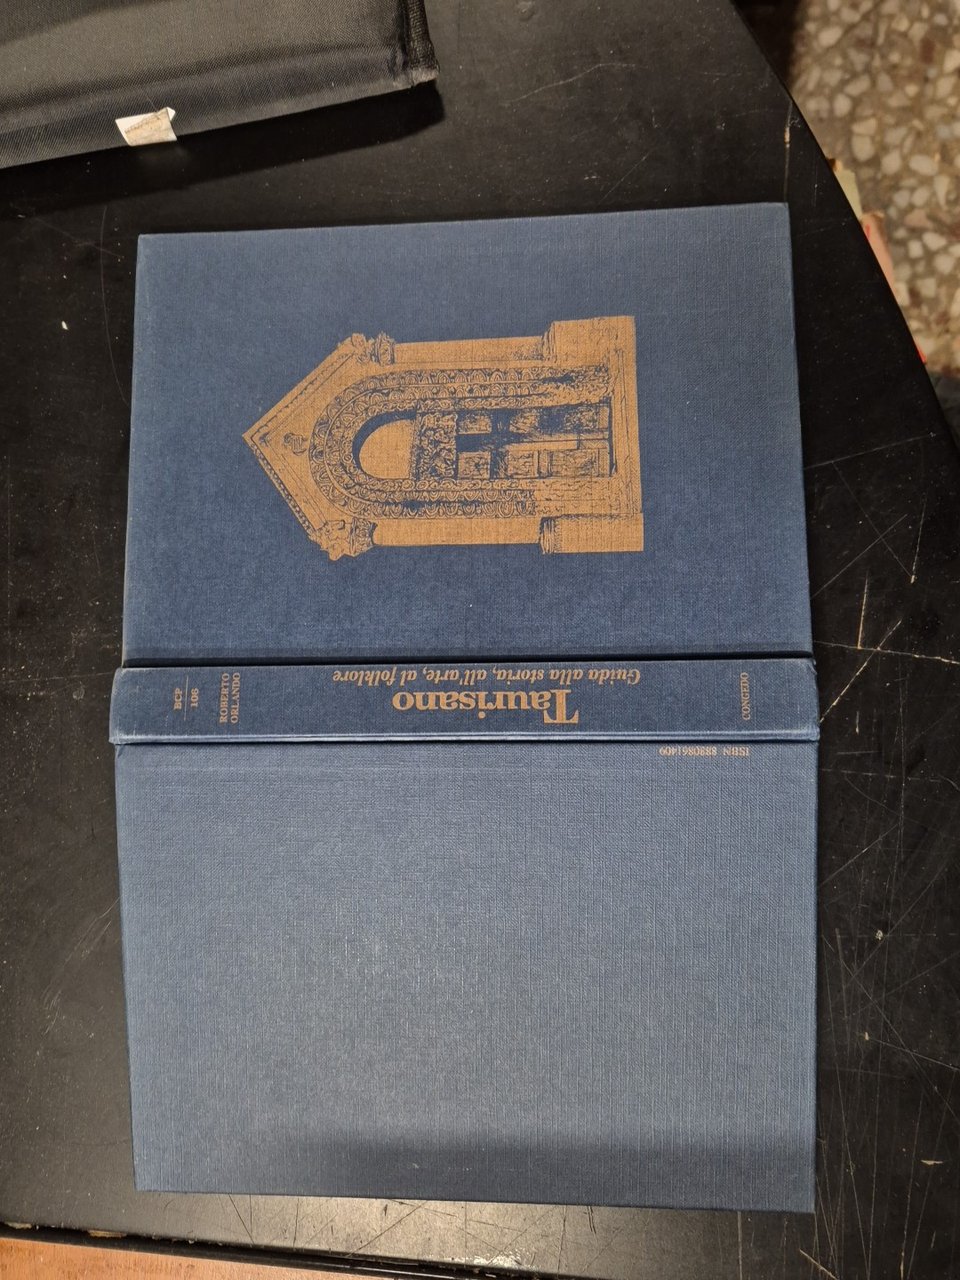 BCP
106
ROBERTO
ORLANDO
Taurisano
Guida alla storia, all'arte, al folklore
CONGEDO
ISBN 8880861409